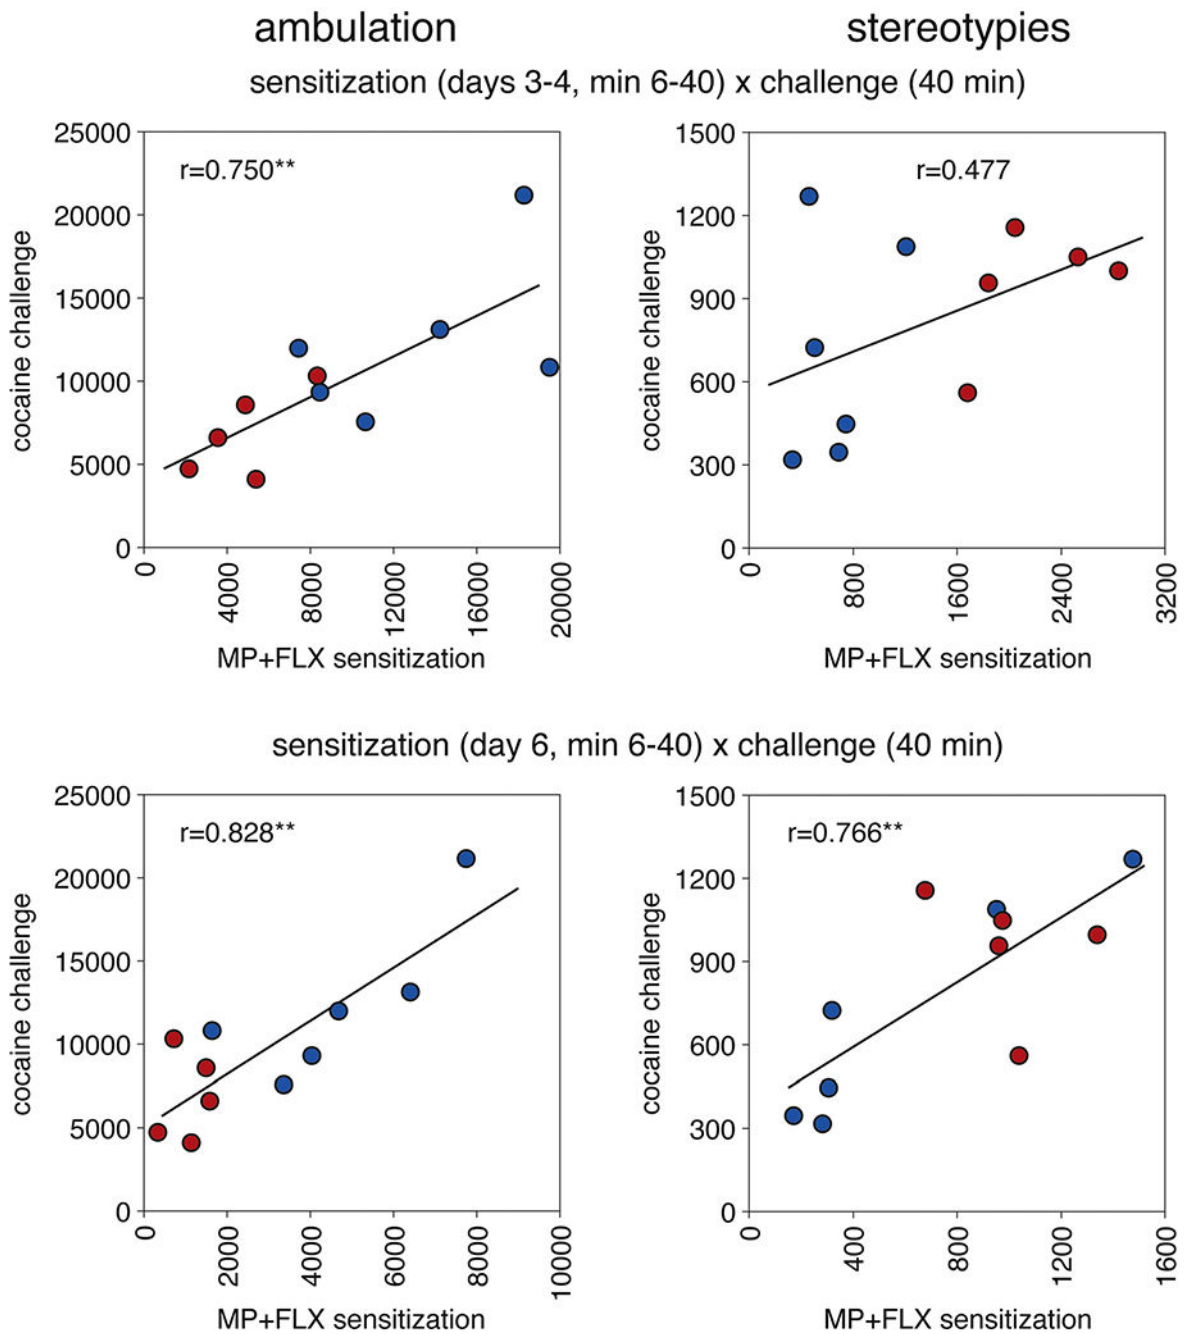 ambulation stereotypies
sensitization (days 3-4, min 6-40) x challenge (40 min)
r=0.750**
cocaine challenge
25000
20000
15000
10000
5000
0
0 4000 8000 12000 16000 200000
MP+FLX sensitization
r=0.477
cocaine challenge
1500
1200
900
600
300
0
0 800 1600 2400 3200
MP+FLX sensitization
sensitization (day 6, min 6-40) x challenge (40 min)
r=0.828**
cocaine challenge
25000
20000
15000
10000
5000
0
0 2000 4000 6000 8000 10000
MP+FLX sensitization
r=0.766**
cocaine challenge
1500
1200
900
600
300
0
0 400 800 1200 1600
MP+FLX sensitization